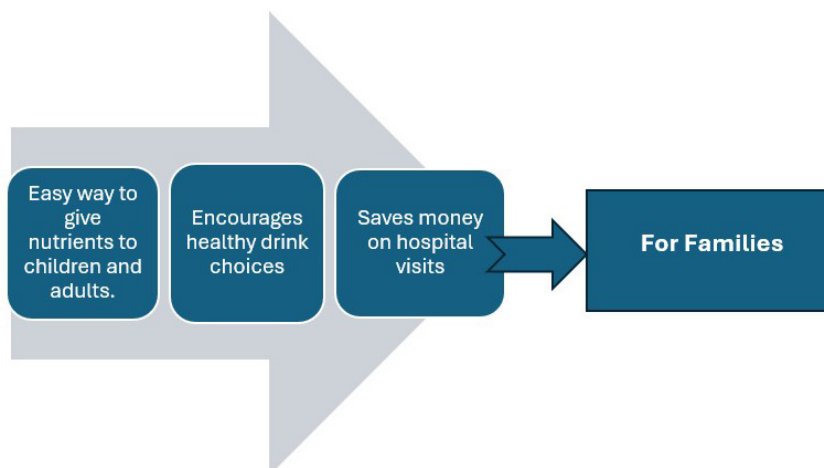 Easy way to
give
nutrients to
children and
adults.
Encourages
healthy drink
choices
Saves money
on hospital
visits
For Families